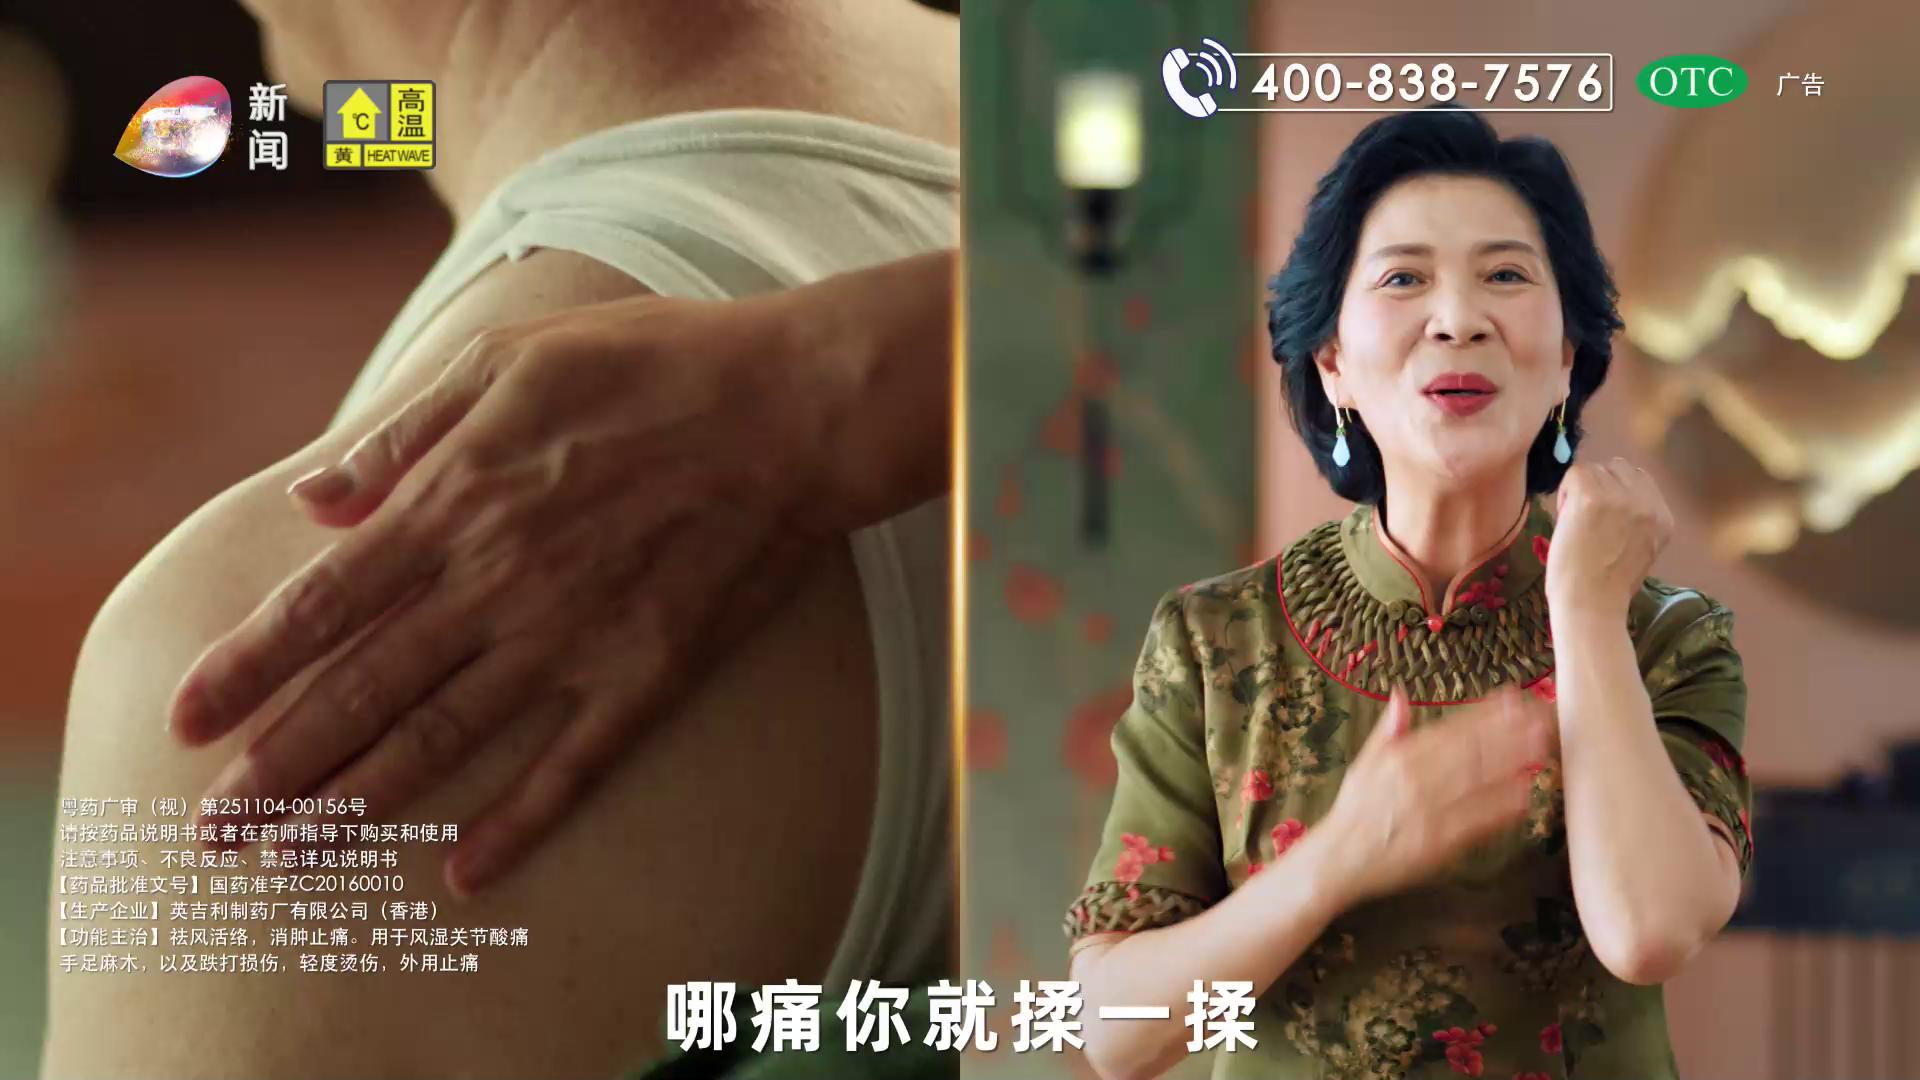 新闻
℃
高温
黄
HEAT WAVE
400-838-7576
OTC
广告
粤药广审（视）第251104-00156号
请按药品说明书或者在药师指导下购买和使用
注意事项、不良反应、禁忌详见说明书
【药品批准文号】国药准字ZC20160010
【生产企业】英吉利制药厂有限公司（香港）
【功能主治】祛风活络，消肿止痛。用于风湿关节酸痛
手足麻木，以及跌打损伤，轻度烫伤，外用止痛
哪痛你就揉一揉